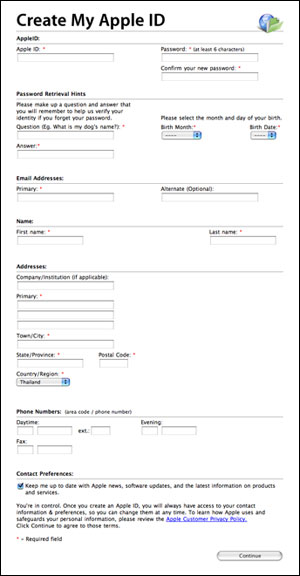 Create My Apple ID
AppleID:
Apple ID: *
Password: * (at least 6 characters)
Confirm your new password: *
Password Retrieval Hints
Please make up a question and answer that
you will remember to help us verify your
identity if you forget your password.
Please select the month and day of your birth.
Question (Eg. What is my dog's name?): *
Birth Month:*
Birth Date:*
Answer:*
Email Addresses:
Primary: *
Alternate (Optional):
Name:
First name: *
Last name: *
Addresses:
Company/Institution (if applicable):
Primary: *
Town/City: *
State/Province: *
Postal Code: *
Country/Region: *
Thailand
Phone Numbers: (area code / phone number)
Daytime:
Evening:
ext.:
Fax:
Contact Preferences:
Keep me up to date with Apple news, software updates, and the latest information on products
and services.
You're in control. Once you create an Apple ID, you will always have access to your contact
information & preferences, so you can change them at any time. To learn how Apple uses and
safeguards your personal information, please review the Apple Customer Privacy Policy.
Click Continue to agree to those terms.
* = Required field
Continue